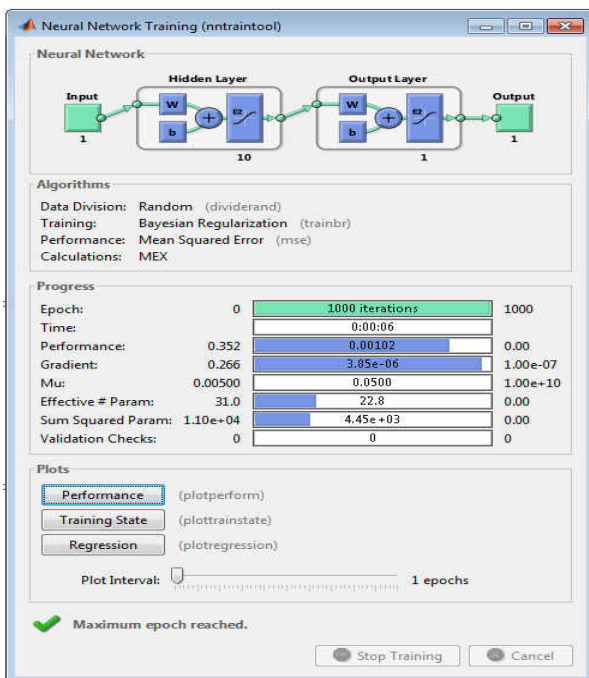 Neural Network Training (nntraintool)
Neural Network
Hidden Layer Output Layer
Input Output
W W
b b
+ +
1 10 1 1
Algorithms
Data Division: Random (dividerand)
Training: Bayesian Regularization (trainbr)
Performance: Mean Squared Error (mse)
Calculations: MEX
Progress
Epoch: 0 1000 iterations 1000
Time: 0:00:06
Performance: 0.352 0.00102 0.00
Gradient: 0.266 3.85e-06 1.00e-07
Mu: 0.00500 0.0500 1.00e+10
Effective # Param: 31.0 22.8 0.00
Sum Squared Param: 1.10e+04 4.45e+03 0.00
Validation Checks: 0 0 0
Plots
Performance (plotperform)
Training State (plottrainstate)
Regression (plotregression)
Plot Interval: 1 epochs
Maximum epoch reached.
Stop Training Cancel